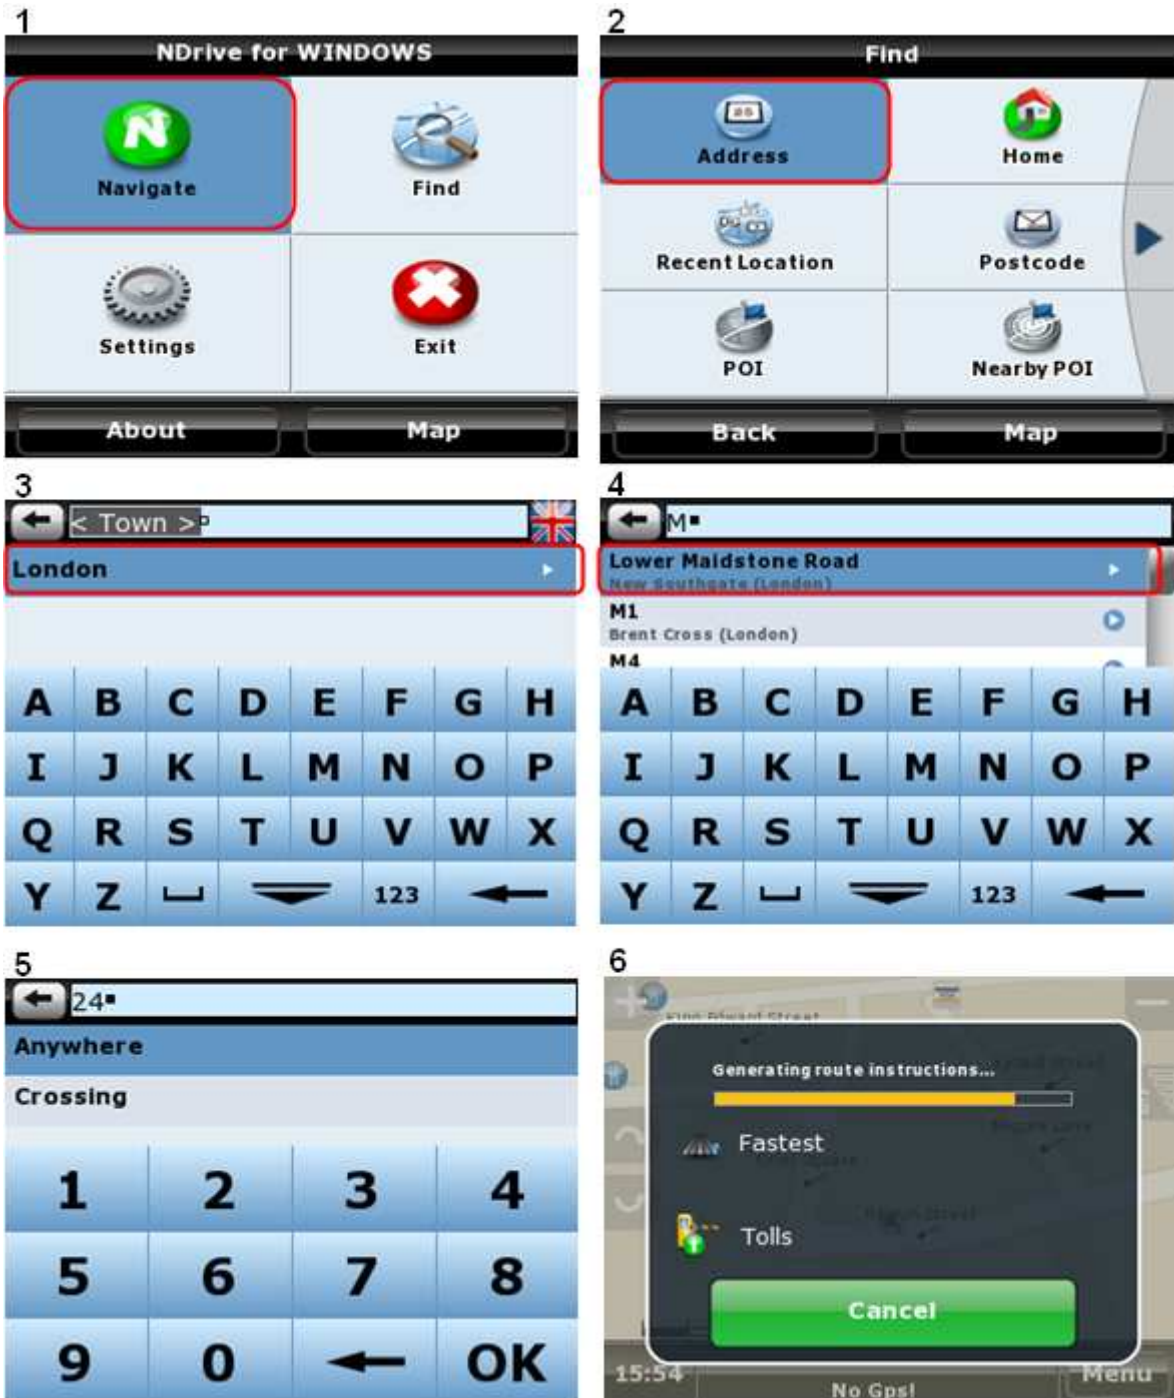 1
NDrive for WINDOWS
Navigate
Find
Settings
Exit
About
Map
2
Find
Address
Home
Recent Location
Postcode
POI
Nearby POI
Back
Map
3
< Town >
London
A B C D E F G H
I J K L M N O P
Q R S T U V W X
Y Z 123
4
M
Lower Maidstone Road
New Southgate (London)
M1
Brent Cross (London)
M4
A B C D E F G H
I J K L M N O P
Q R S T U V W X
Y Z 123
5
24
Anywhere
Crossing
1 2 3 4
5 6 7 8
9 0 OK
6
King Edward Street
Generating route instructions...
Fastest
Tolls
Cancel
15:54
No Gps!
Menu